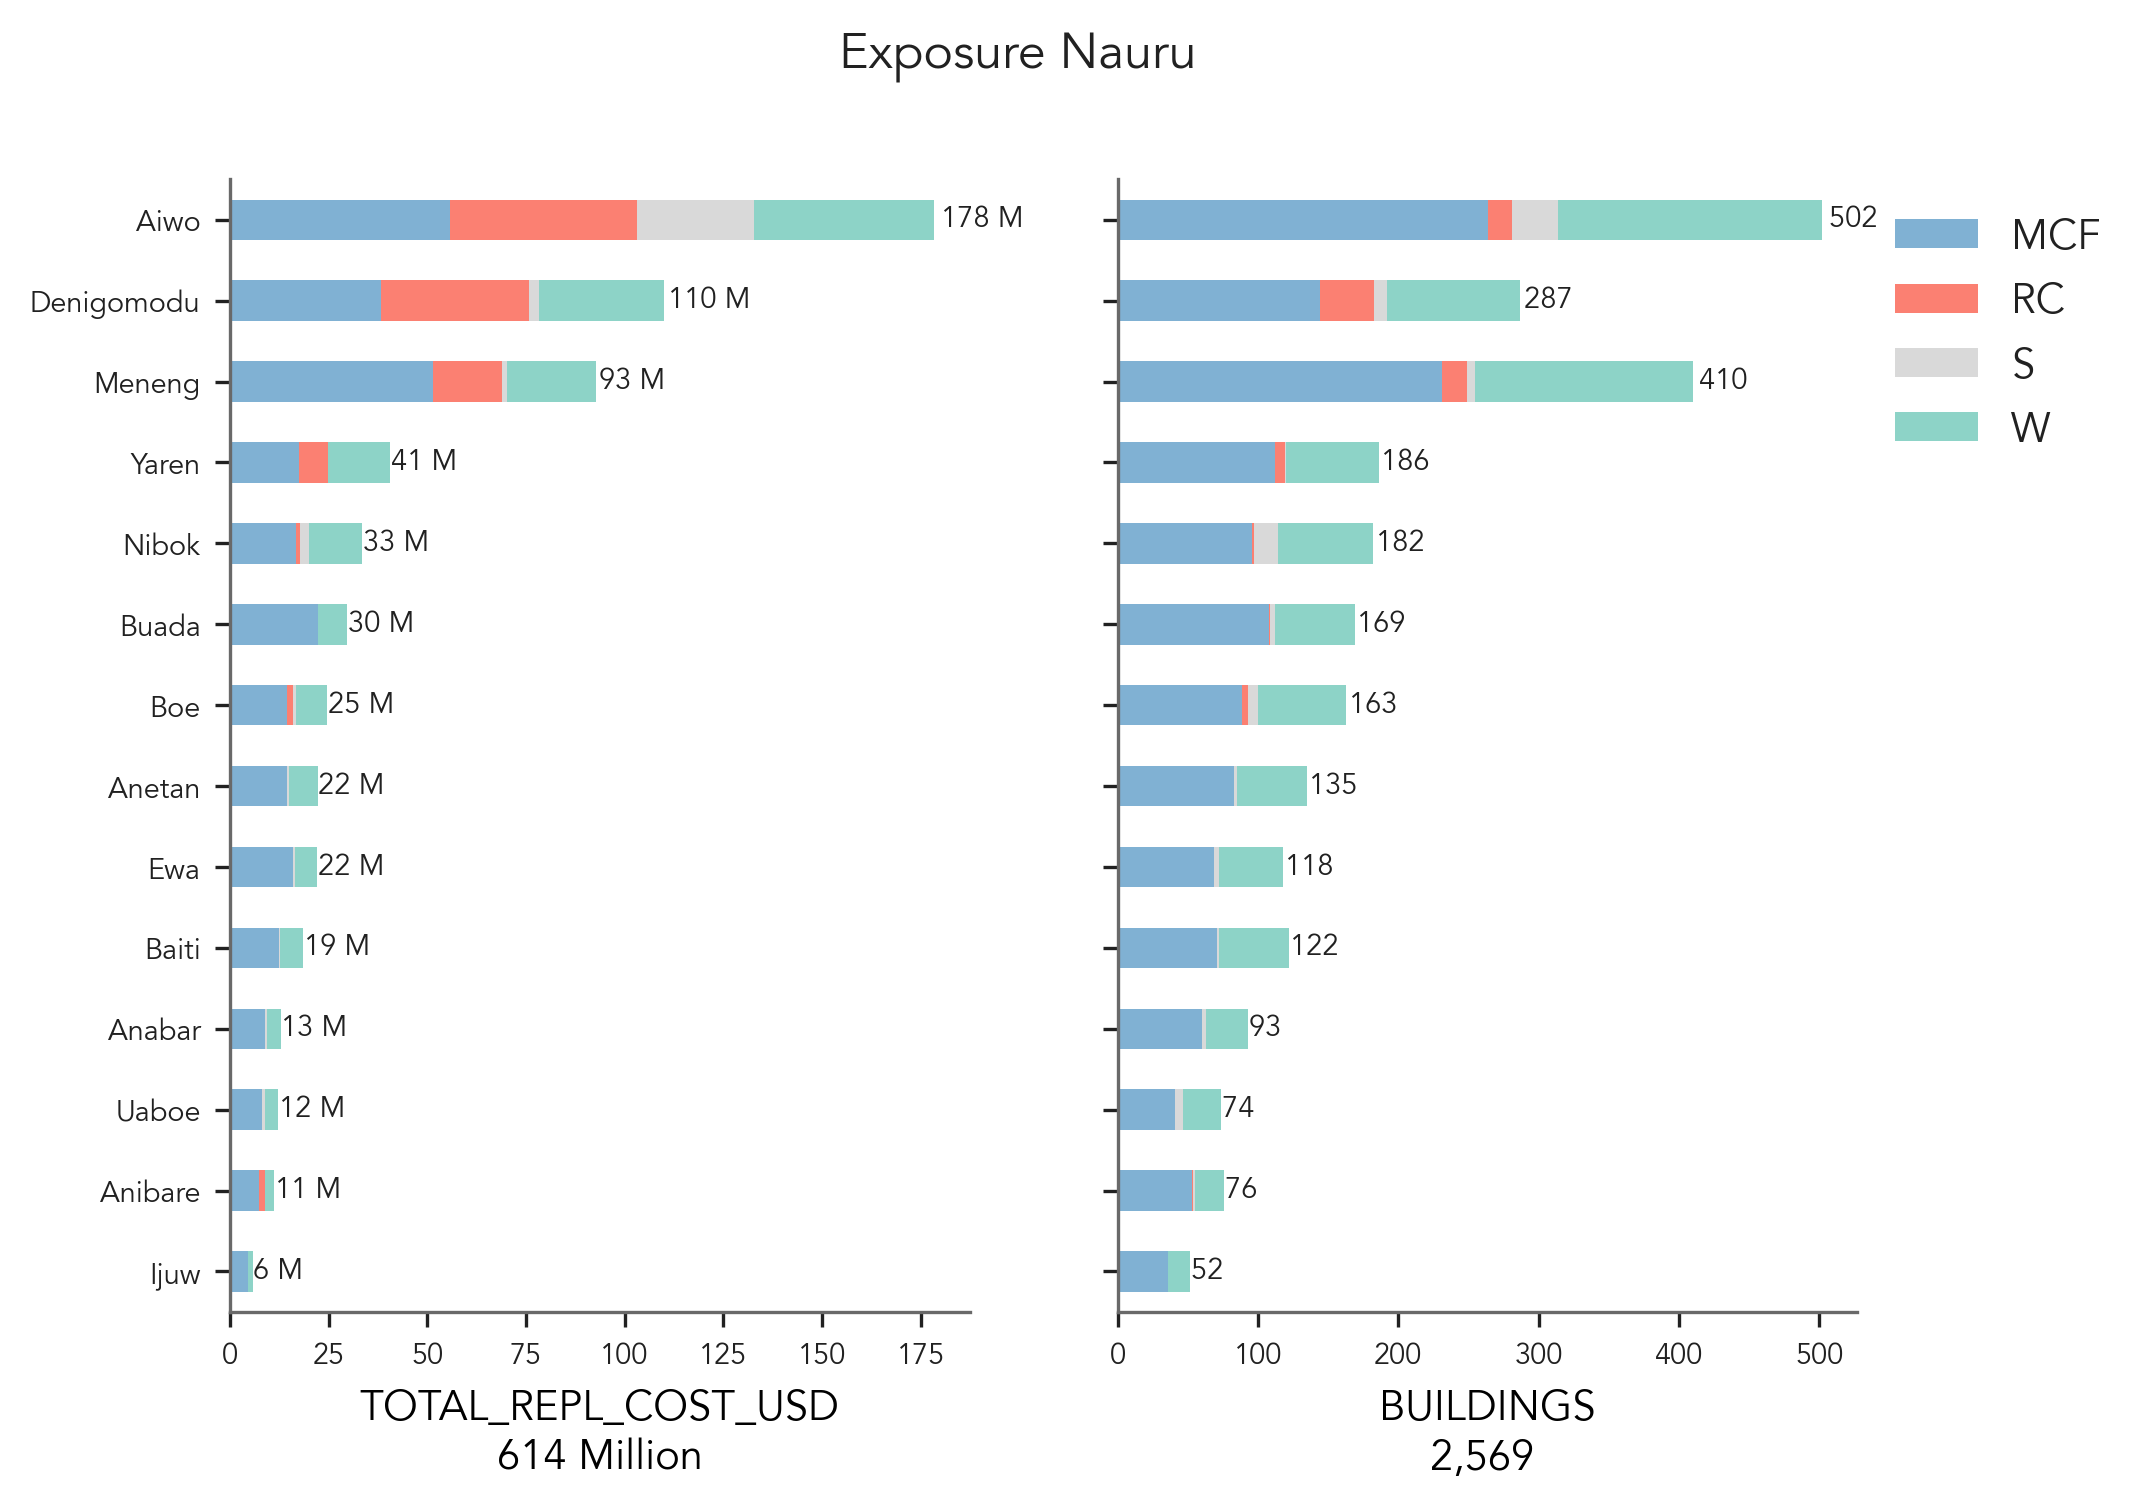 Exposure Nauru
Aiwo
178 M
Denigomodu
110 M
Meneng
93 M
Yaren
41 M
Nibok
33 M
Buada
30 M
Boe
25 M
Anetan
22 M
Ewa
22 M
Baiti
19 M
Anabar
13 M
Uaboe
12 M
Anibare
11 M
Ijuw
6 M
0 25 50 75 100 125 150 175
TOTAL_REPL_COST_USD
614 Million
502
287
410
186
182
169
163
135
118
122
93
74
76
52
0 100 200 300 400 500
BUILDINGS
2,569
MCF
RC
S
W